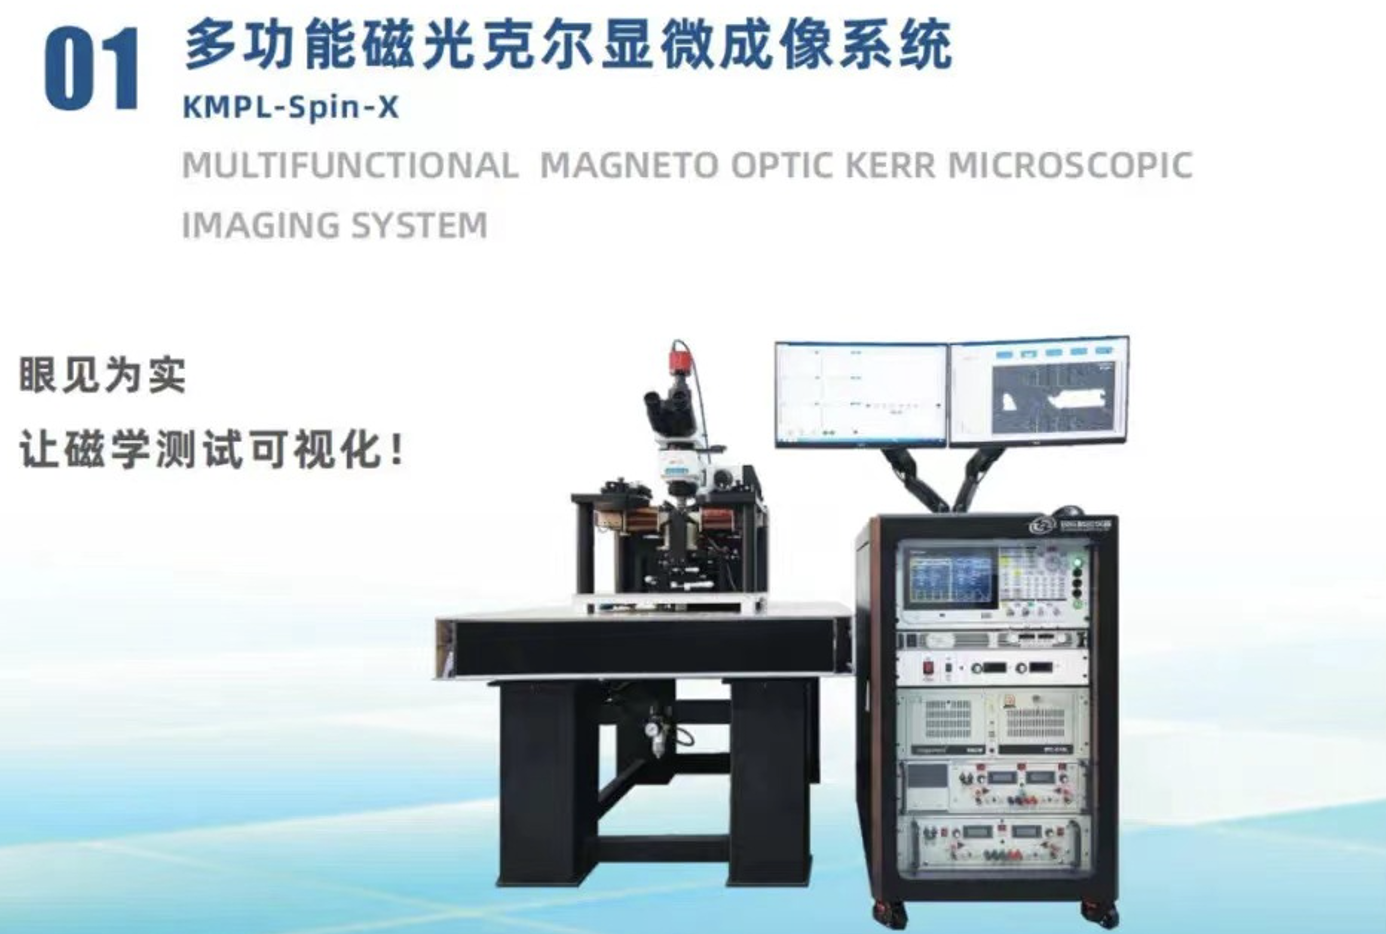 01
多功能磁光克尔显微成像系统
KMPL-Spin-X
MULTIFUNCTIONAL MAGNETO OPTIC KERR MICROSCOPIC
IMAGING SYSTEM
眼见为实
让磁学测试可视化！